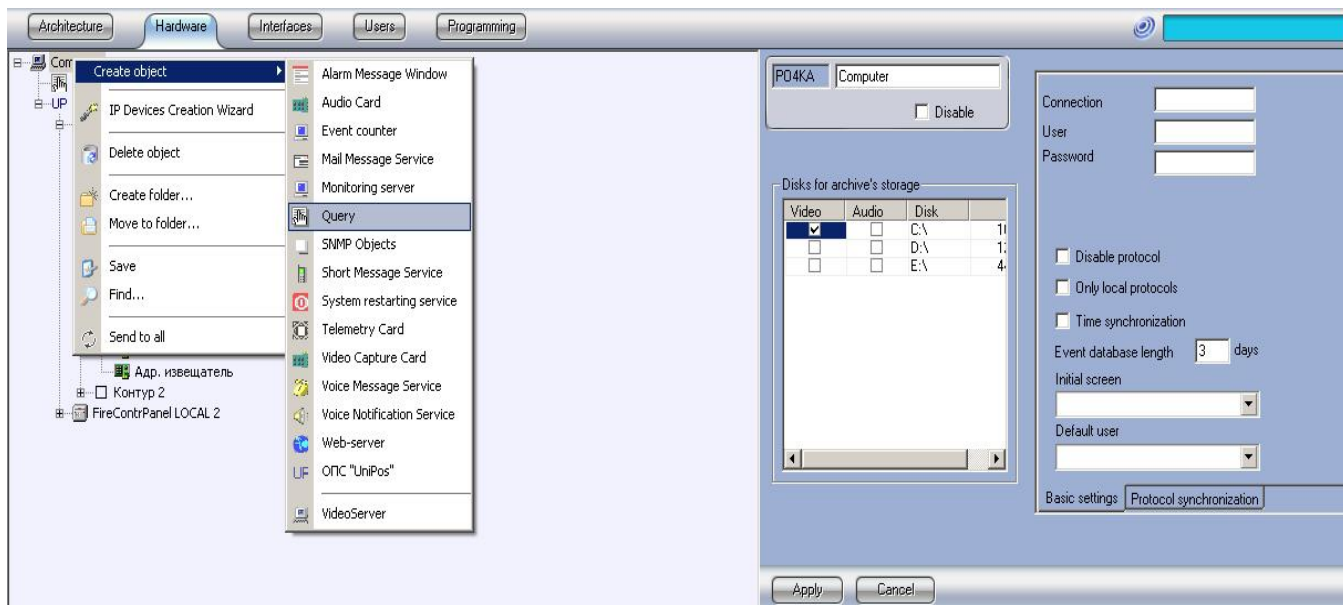 Architecture
Hardware
Interfaces
Users
Programming
Com
UP
Create object
IP Devices Creation Wizard
Delete object
Create folder...
Move to folder...
Save
Find...
Send to all
Адр. извещатель
Контур 2
FireContrPanel LOCAL 2
Alarm Message Window
Audio Card
Event counter
Mail Message Service
Monitoring server
Query
SNMP Objects
Short Message Service
System restarting service
Telemetry Card
Video Capture Card
Voice Message Service
Voice Notification Service
Web-server
UF ОПС "UniPos"
VideoServer
PO4KA Computer
Disable
Disks for archive's storage
Video Audio Disk
C:\
D:\
E:\
Connection
User
Password
Disable protocol
Only local protocols
Time synchronization
Event database length 3 days
Initial screen
Default user
Basic settings Protocol synchronization
Apply Cancel